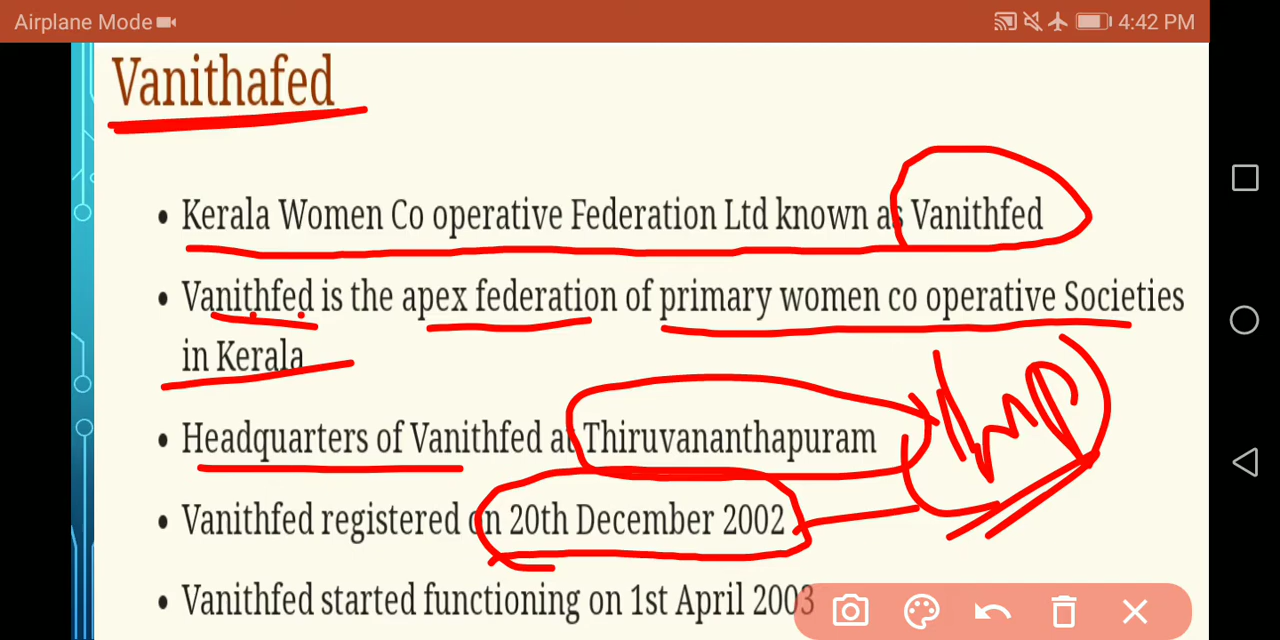 Airplane Mode 4:42 PM
Vanithafed
• Kerala Women Co operative Federation Ltd known as Vanithfed
• Vanithfed is the apex federation of primary women co operative Societies
in Kerala
• Headquarters of Vanithfed at Thiruvananthapuram
Imp
• Vanithfed registered on 20th December 2002
• Vanithfed started functioning on 1st April 2003